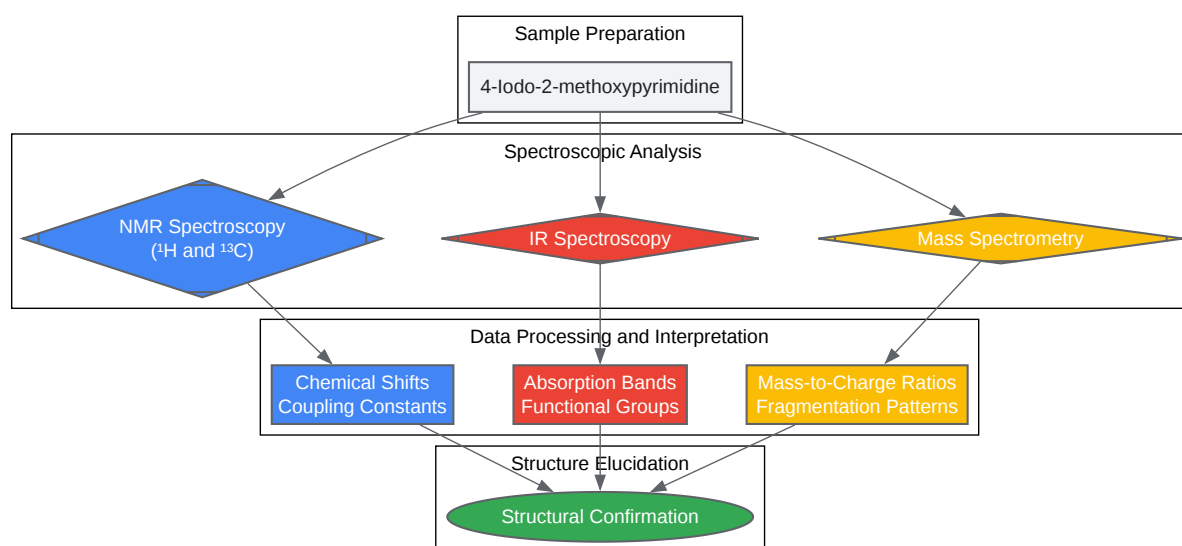 Sample Preparation
4-Iodo-2-methoxypyrimidine
Spectroscopic Analysis
NMR Spectroscopy
(¹H and ¹³C)
IR Spectroscopy
Mass Spectrometry
Data Processing and Interpretation
Chemical Shifts
Coupling Constants
Absorption Bands
Functional Groups
Mass-to-Charge Ratios
Fragmentation Patterns
Structure Elucidation
Structural Confirmation